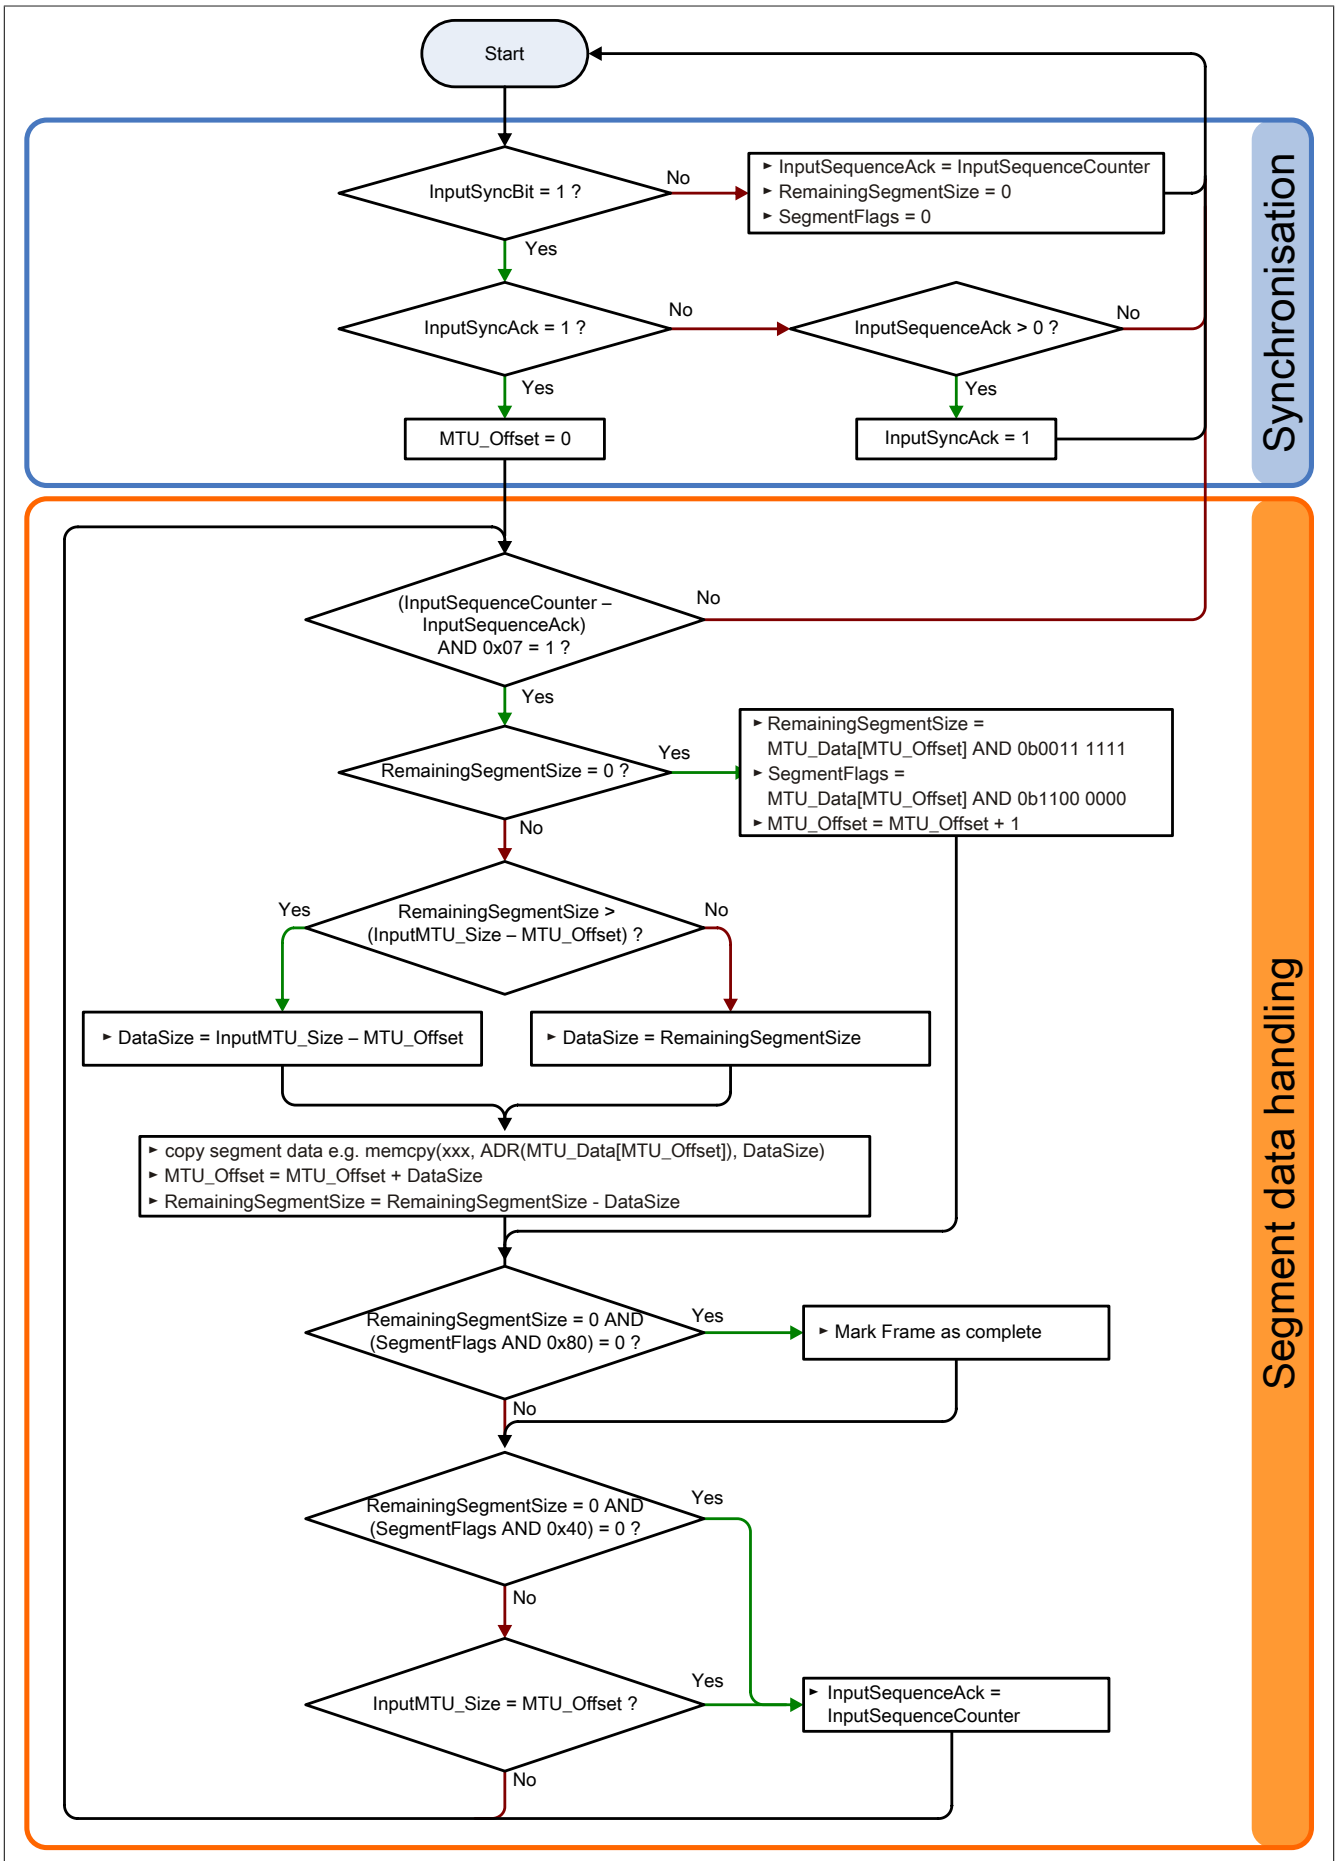 Start
InputSyncBit = 1 ?
No
► InputSequenceAck = InputSequenceCounter
► RemainingSegmentSize = 0
► SegmentFlags = 0
Yes
InputSyncAck = 1 ?
No
InputSequenceAck > 0 ?
No
Yes
Yes
MTU_Offset = 0
InputSyncAck = 1
Synchronisation
(InputSequenceCounter –
InputSequenceAck)
AND 0x07 = 1 ?
No
Yes
RemainingSegmentSize = 0 ?
Yes
► RemainingSegmentSize =
MTU_Data[MTU_Offset] AND 0b0011 1111
► SegmentFlags =
MTU_Data[MTU_Offset] AND 0b1100 0000
► MTU_Offset = MTU_Offset + 1
No
RemainingSegmentSize >
(InputMTU_Size – MTU_Offset) ?
Yes
No
► DataSize = InputMTU_Size – MTU_Offset
► DataSize = RemainingSegmentSize
► copy segment data e.g. memcpy(xxx, ADR(MTU_Data[MTU_Offset]), DataSize)
► MTU_Offset = MTU_Offset + DataSize
► RemainingSegmentSize = RemainingSegmentSize - DataSize
RemainingSegmentSize = 0 AND
(SegmentFlags AND 0x80) = 0 ?
Yes
► Mark Frame as complete
No
RemainingSegmentSize = 0 AND
(SegmentFlags AND 0x40) = 0 ?
Yes
No
InputMTU_Size = MTU_Offset ?
Yes
► InputSequenceAck =
InputSequenceCounter
No
Segment data handling